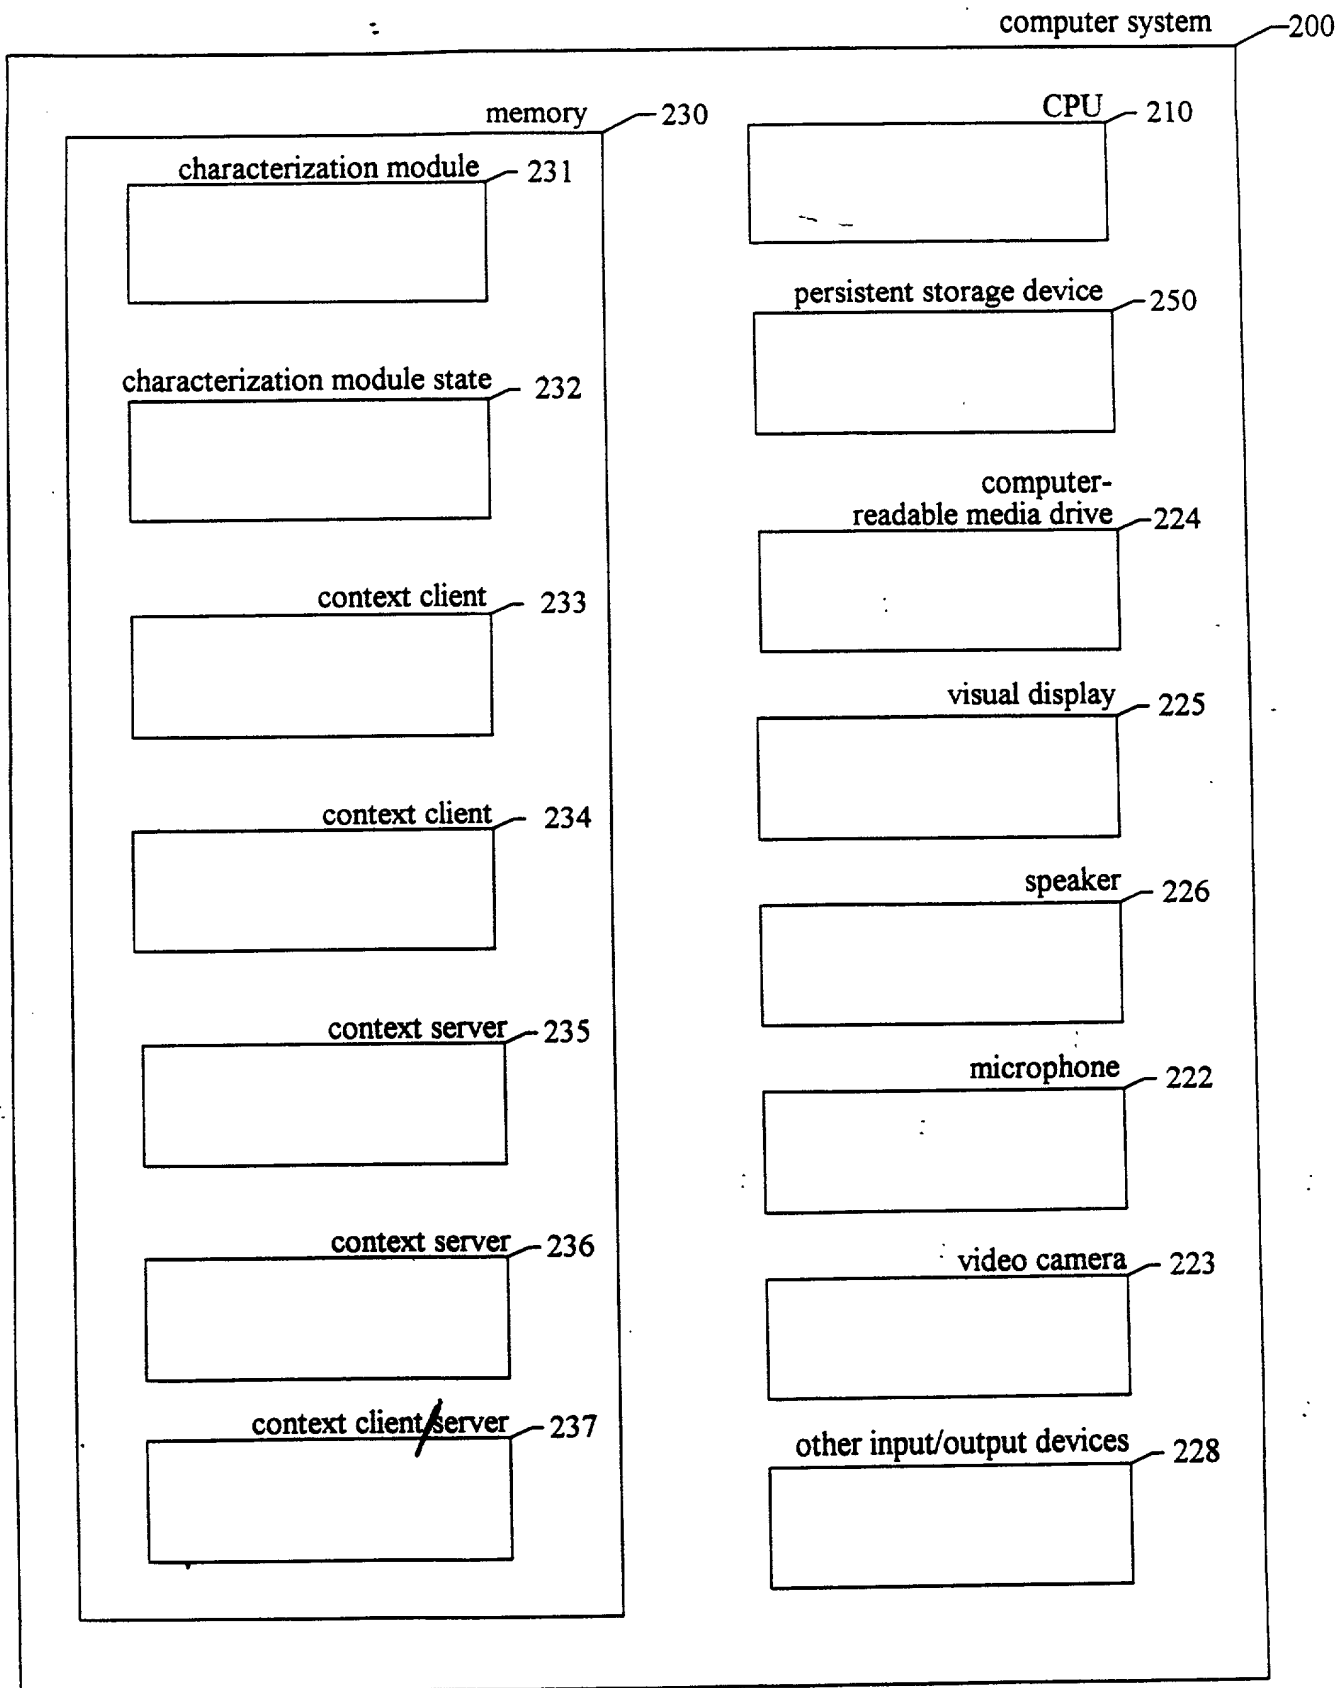 computer system 200
memory 230
characterization module 231
characterization module state 232
context client 233
context client 234
context server 235
context server 236
context client/server 237
CPU 210
persistent storage device 250
computer-
readable media drive 224
visual display 225
speaker 226
microphone 222
video camera 223
other input/output devices 228